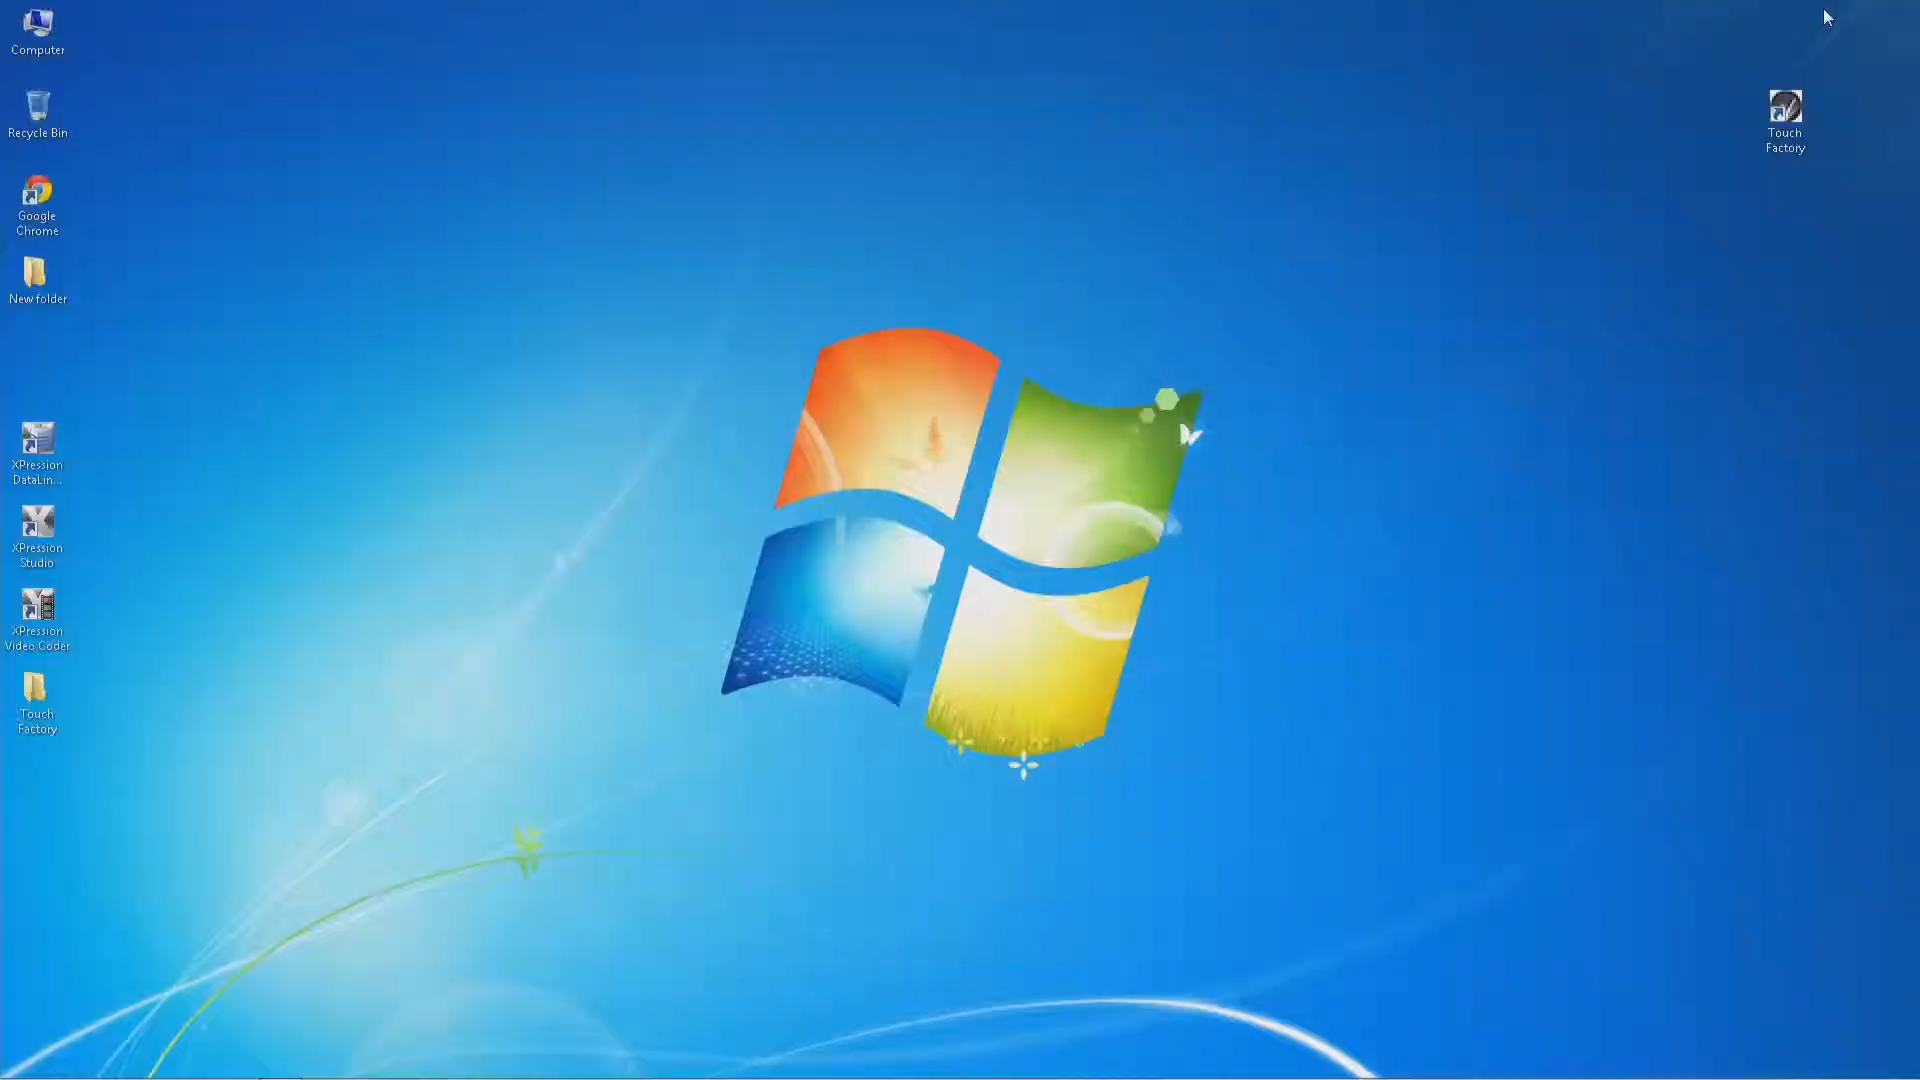 Computer
Recycle Bin
Google
Chrome
New folder
XPression
DataLin...
XPression
Studio
XPression
Video Coder
Touch
Factory
Touch
Factory